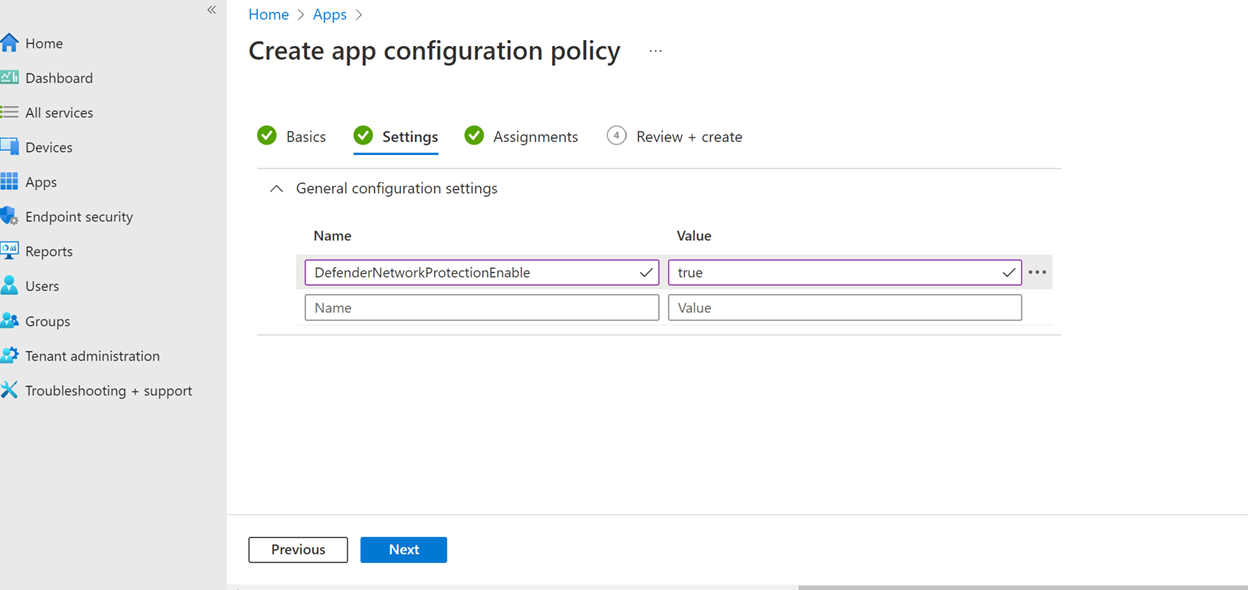 «
Home > Apps >
Create app configuration policy ...
Home
Dashboard
All services
Devices
Apps
Endpoint security
Reports
Users
Groups
Tenant administration
Troubleshooting + support
Basics Settings Assignments 4 Review + create
General configuration settings
Name Value
DefenderNetworkProtectionEnable true
Name Value
Previous Next